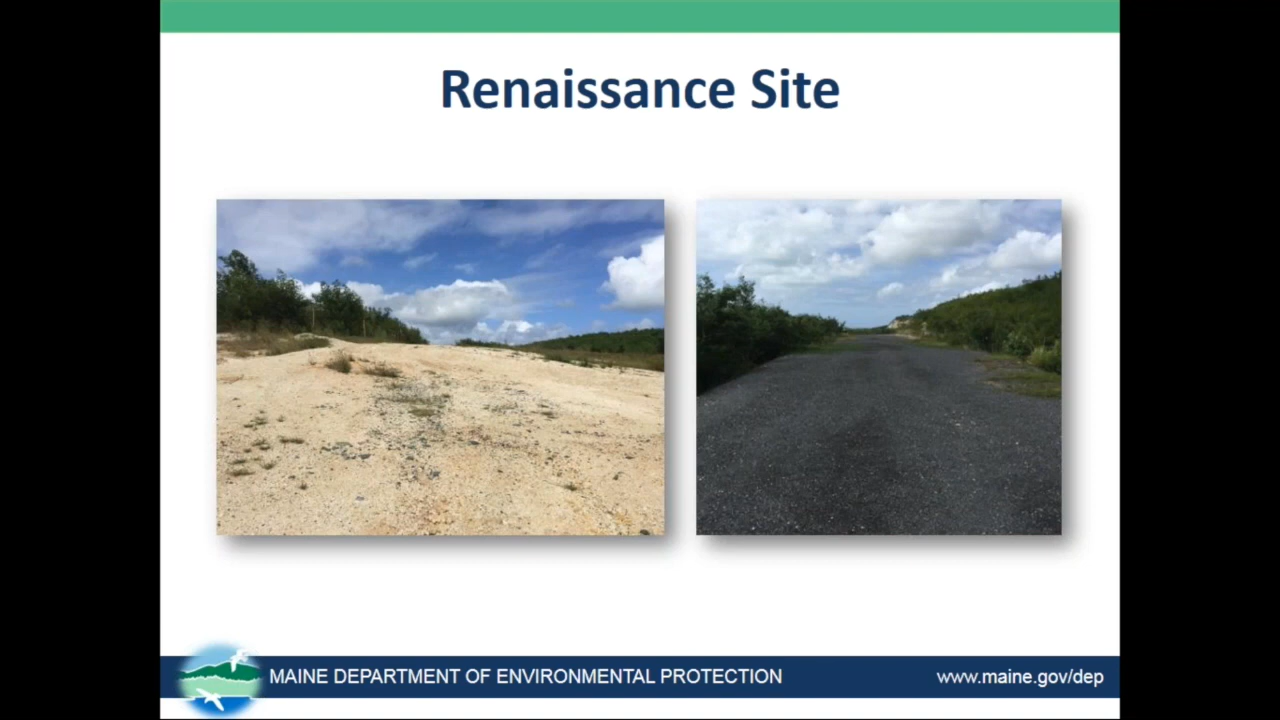 Renaissance Site
MAINE DEPARTMENT OF ENVIRONMENTAL PROTECTION
www.maine.gov/dep